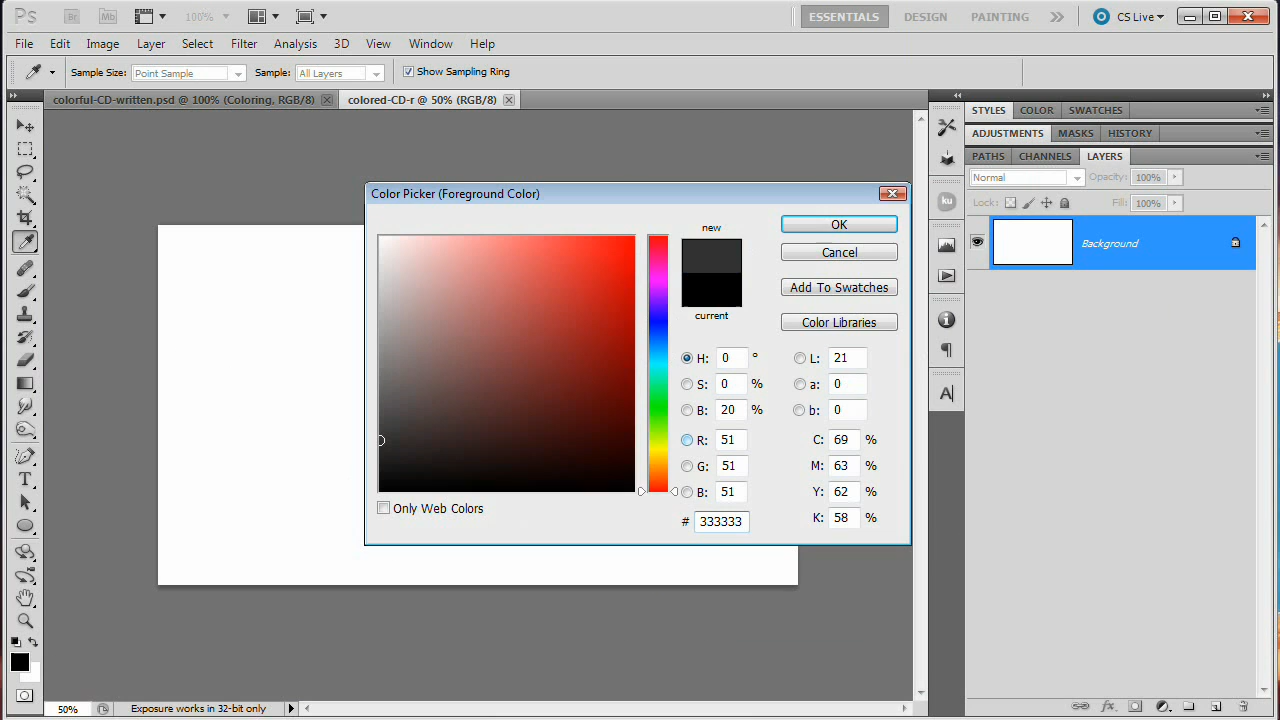 Ps Br Mb 100% ESSENTIALS DESIGN PAINTING CS Live
File Edit Image Layer Select Filter Analysis 3D View Window Help
Sample Size: Point Sample Sample: All Layers Show Sampling Ring
colorful-CD-written.psd @ 100% (Coloring, RGB/8) colored-CD-r @ 50% (RGB/8)
STYLES COLOR SWATCHES
ADJUSTMENTS MASKS HISTORY
PATHS CHANNELS LAYERS
Normal Opacity: 100%
Lock: Fill: 100%
Background
ku
Color Picker (Foreground Color)
new
current
OK
Cancel
Add To Swatches
Color Libraries
H: 0 ° L: 21
S: 0 % a: 0
B: 20 % b: 0
R: 51 C: 69 %
G: 51 M: 63 %
B: 51 Y: 62 %
# 333333 K: 58 %
Only Web Colors
50% Exposure works in 32-bit only